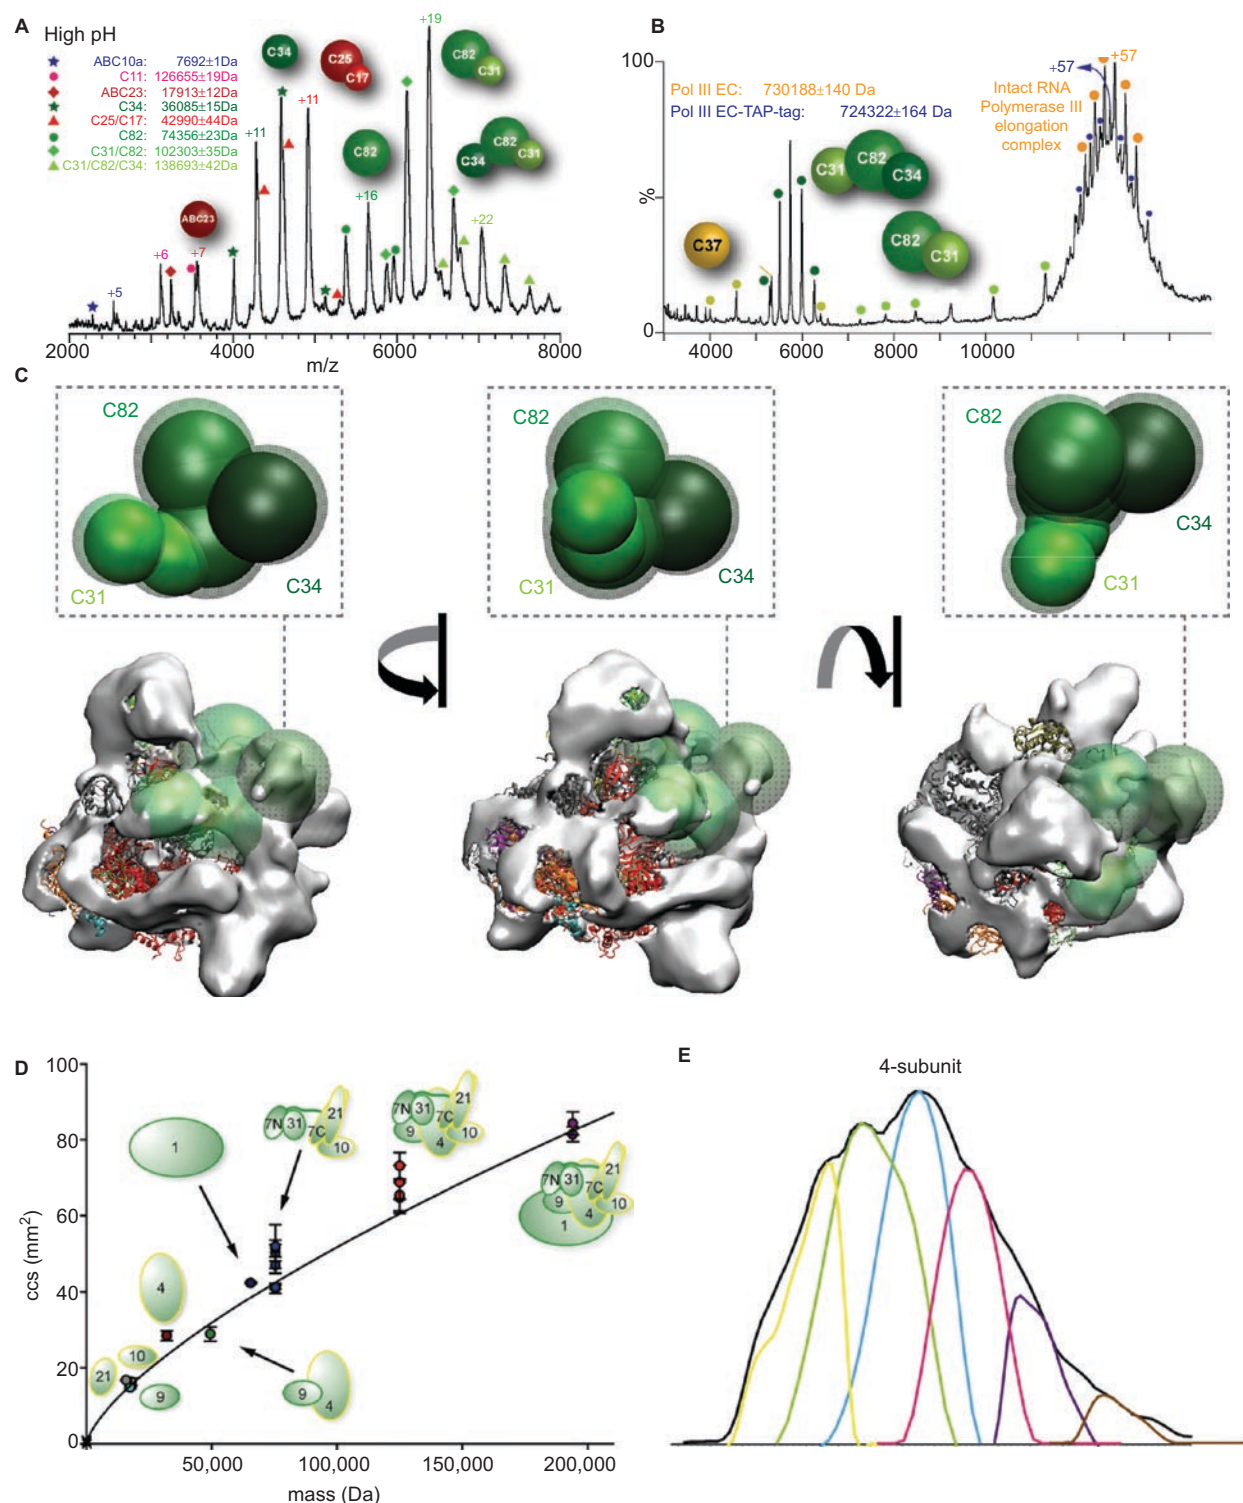 A
High pH
ABC10a: 7692±1Da
C11: 126655±19Da
ABC23: 17913±12Da
C34: 36085±15Da
C25/C17: 42990±44Da
C82: 74356±23Da
C31/C82: 102303±35Da
C31/C82/C34: 138693±42Da
C34
C25
C17
+19
C82
C31
+11
+11
C82
C34
C82
C31
ABC23
+16
+22
+6
+7
+5
2000
4000
6000
8000
m/z
B
100
%
0
Pol III EC: 730188±140 Da
Pol III EC-TAP-tag: 724322±164 Da
+57
+57
Intact RNA
Polymerase III
elongation
complex
C31
C82
C34
C37
C82
C31
4000
6000
8000
10000
C
C82
C31
C34
C82
C31
C34
C82
C34
C31
D
100
80
60
40
20
0
ccs (mm²)
1
7N
31
7C
21
10
7N
31
7C
21
9
4
10
7N
31
7C
21
9
4
10
1
4
21
10
9
9
4
50,000
100,000
150,000
200,000
mass (Da)
E
4-subunit